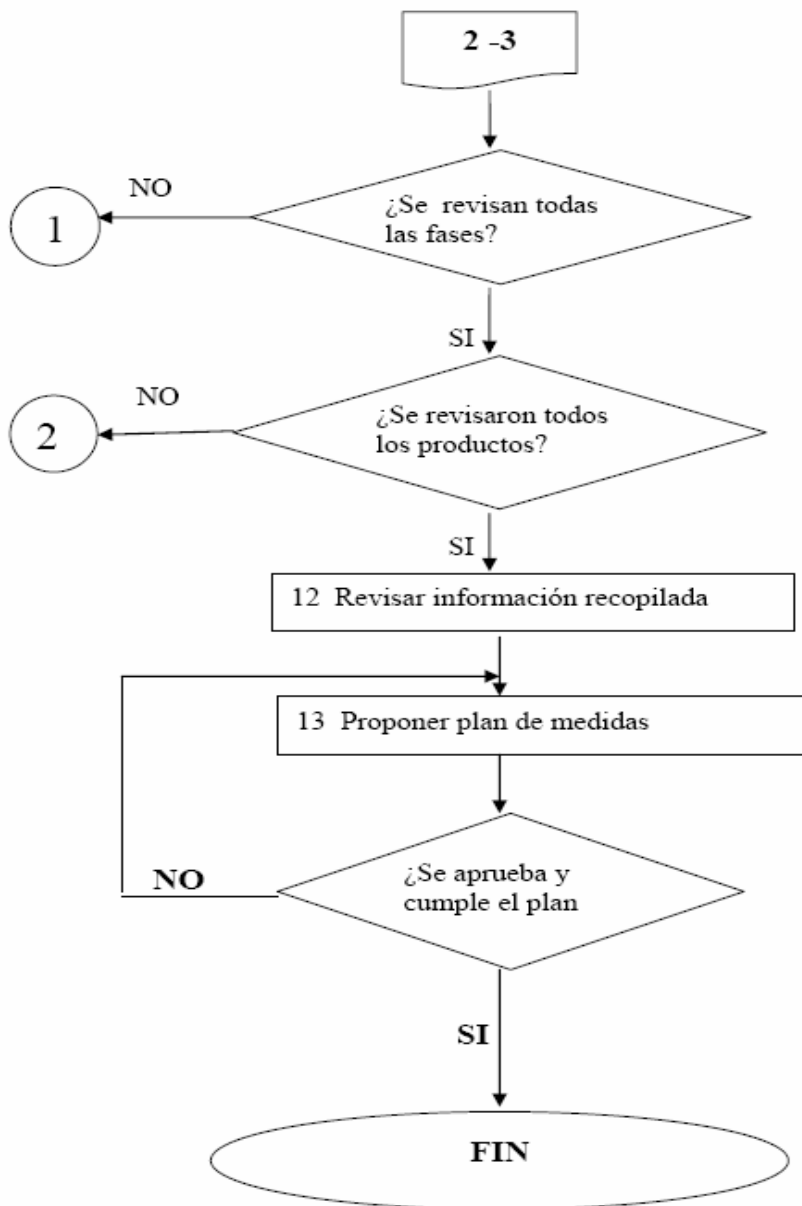 2 -3
NO
¿Se revisan todas
las fases?
1
SI
NO
¿Se revisaron todos
los productos?
2
SI
12 Revisar información recopilada
13 Proponer plan de medidas
¿Se aprueba y
cumple el plan
NO
SI
FIN